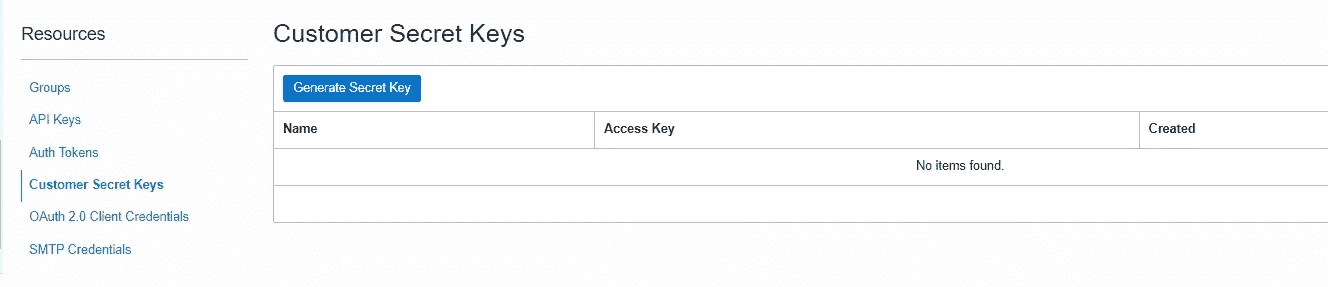 Resources
Groups
API Keys
Auth Tokens
Customer Secret Keys
OAuth 2.0 Client Credentials
SMTP Credentials
Customer Secret Keys
Generate Secret Key
Name Access Key Created
No items found.